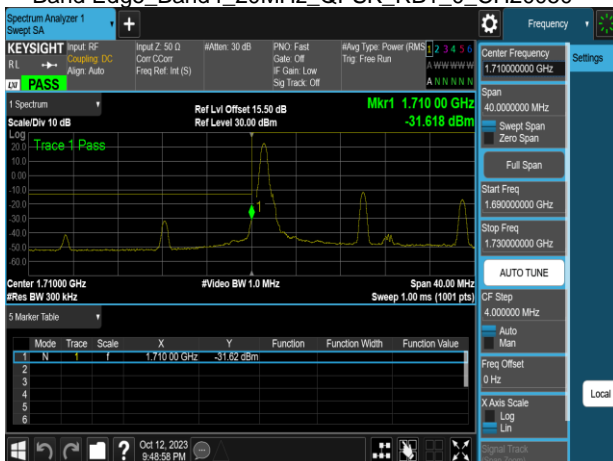 Spectrum Analyzer 1
Swept SA
+
Frequency
KEYSIGHT
RL
Input: RF
Coupling: DC
Align: Auto
Input Z: 50 Ω
Corr CCorr
Freq Ref: Int (S)
#Atten: 30 dB
PNO: Fast
Gate: Off
IF Gain: Low
Sig Track: Off
#Avg Type: Power (RMS
Trig: Free Run
1 2 3 4 5 6
A W W W W W
A N N N N N
LXI
PASS
1 Spectrum
Scale/Div 10 dB
Ref Lvl Offset 15.50 dB
Ref Level 30.00 dBm
Mkr1 1.710 00 GHz
-31.618 dBm
Log
Trace 1 Pass
20.0
10.0
0.00
-10.0
-20.0
-30.0
-40.0
-50.0
-60.0
1
Center 1.71000 GHz
#Res BW 300 kHz
#Video BW 1.0 MHz
Span 40.00 MHz
Sweep 1.00 ms (1001 pts)
5 Marker Table
Mode Trace Scale X Y Function Function Width Function Value
1 N 1 f 1.710 00 GHz -31.62 dBm
2
3
4
5
6
Oct 12, 2023
9:48:58 PM
?
Center Frequency
1.710000000 GHz
Settings
Span
40.0000000 MHz
Swept Span
Zero Span
Full Span
Start Freq
1.690000000 GHz
Stop Freq
1.730000000 GHz
AUTO TUNE
CF Step
4.000000 MHz
Auto
Man
Freq Offset
0 Hz
X Axis Scale
Log
Lin
Local
Signal Track